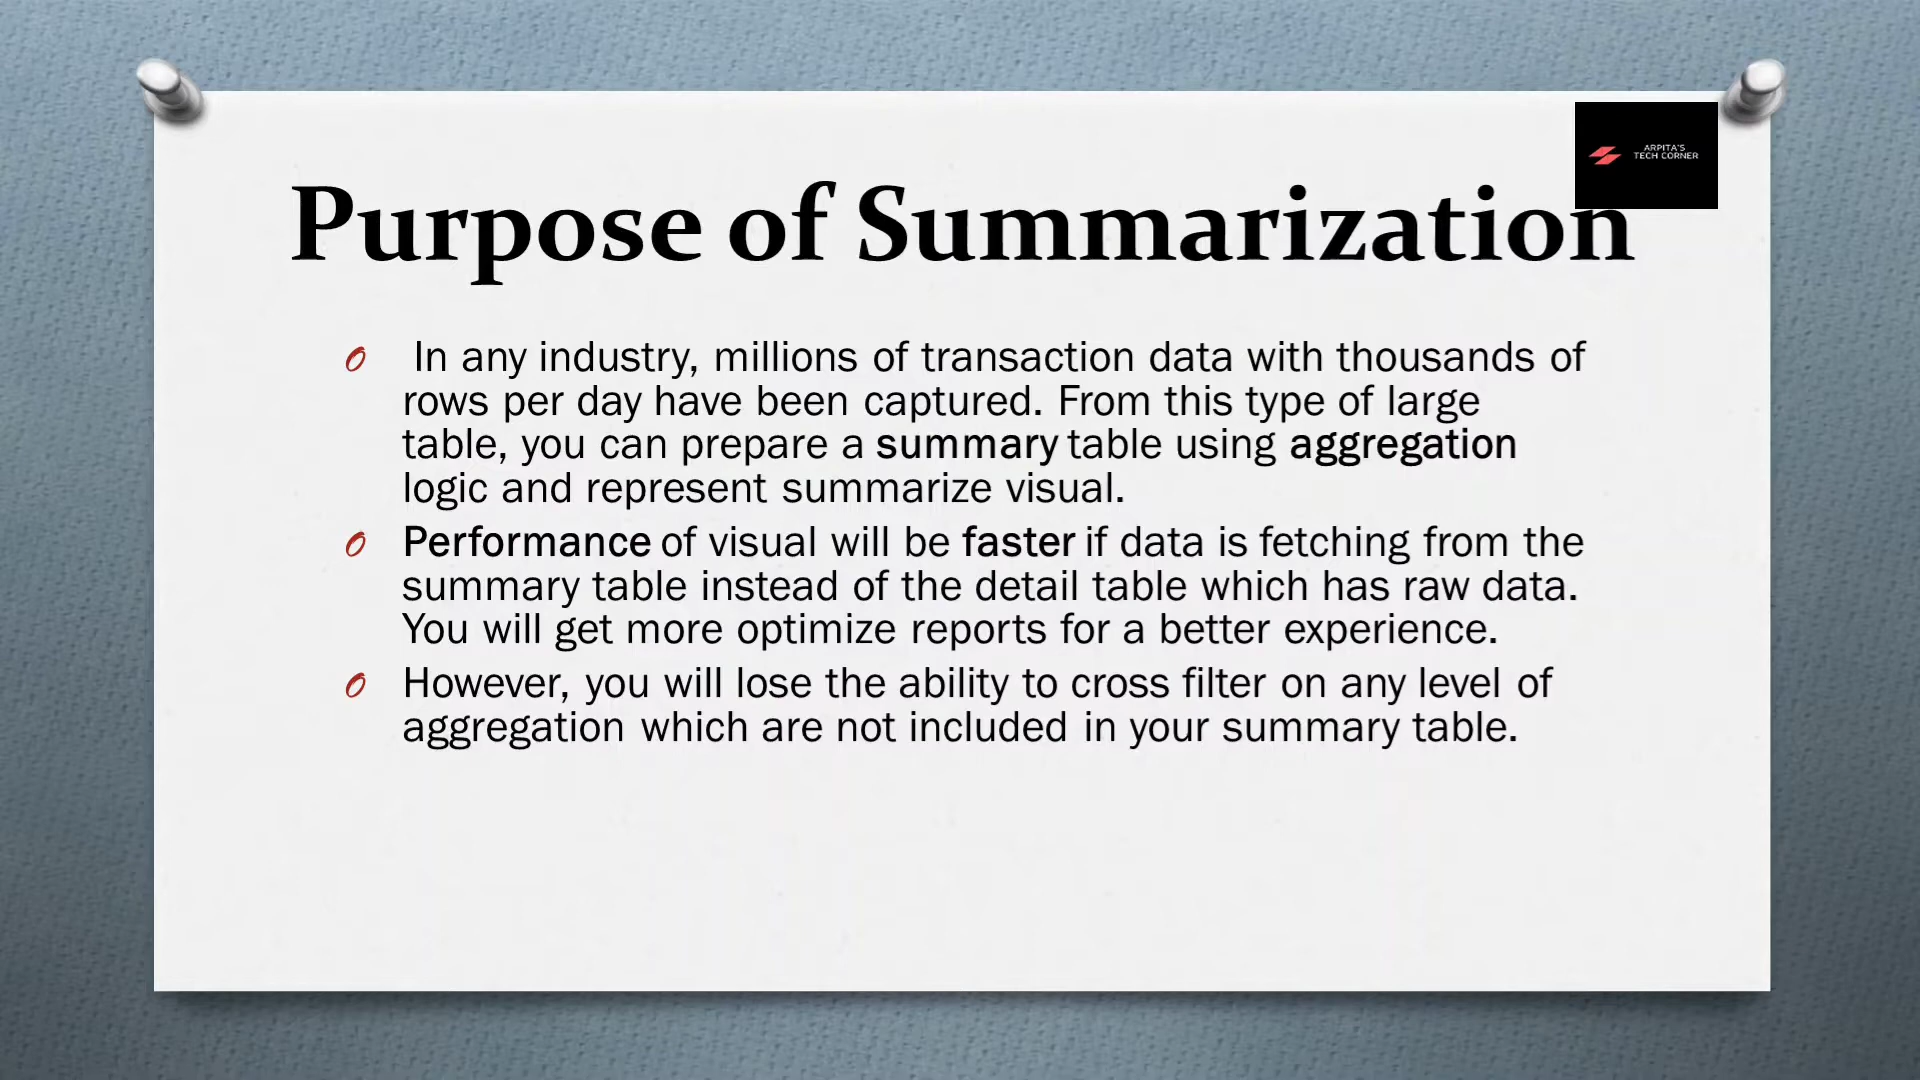 ARPITA'S
TECH CORNER
Purpose of Summarization
In any industry, millions of transaction data with thousands of
rows per day have been captured. From this type of large
table, you can prepare a summary table using aggregation
logic and represent summarize visual.
Performance of visual will be faster if data is fetching from the
summary table instead of the detail table which has raw data.
You will get more optimize reports for a better experience.
However, you will lose the ability to cross filter on any level of
aggregation which are not included in your summary table.